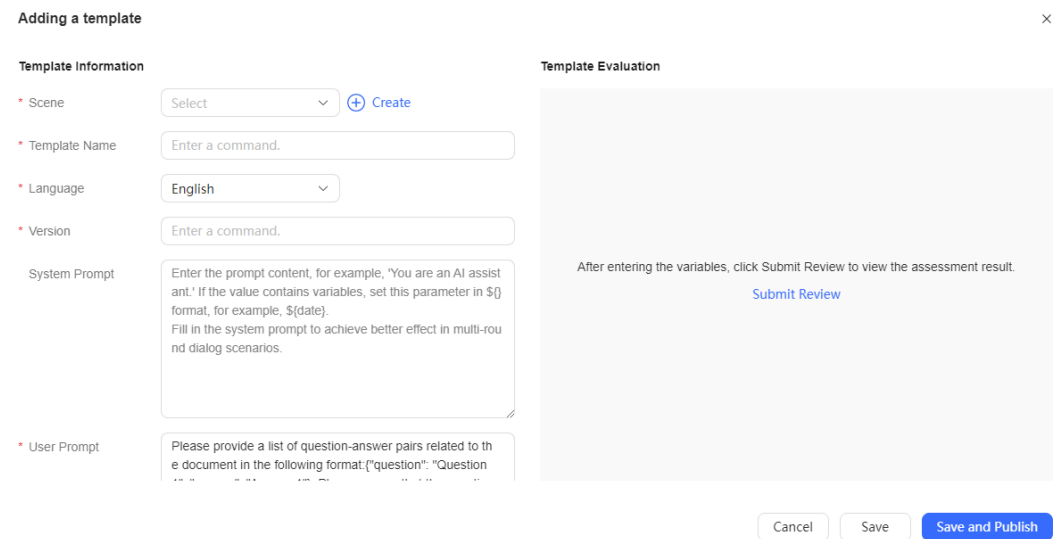 Adding a template
Template Information
* Scene
Select
Create
* Template Name
Enter a command.
* Language
English
* Version
Enter a command.
System Prompt
Enter the prompt content, for example, 'You are an AI assist
ant.' If the value contains variables, set this parameter in ${}
format, for example, ${date}.
Fill in the system prompt to achieve better effect in multi-rou
nd dialog scenarios.
* User Prompt
Please provide a list of question-answer pairs related to th
e document in the following format:{"question": "Question
Template Evaluation
After entering the variables, click Submit Review to view the assessment result.
Submit Review
Cancel
Save
Save and Publish